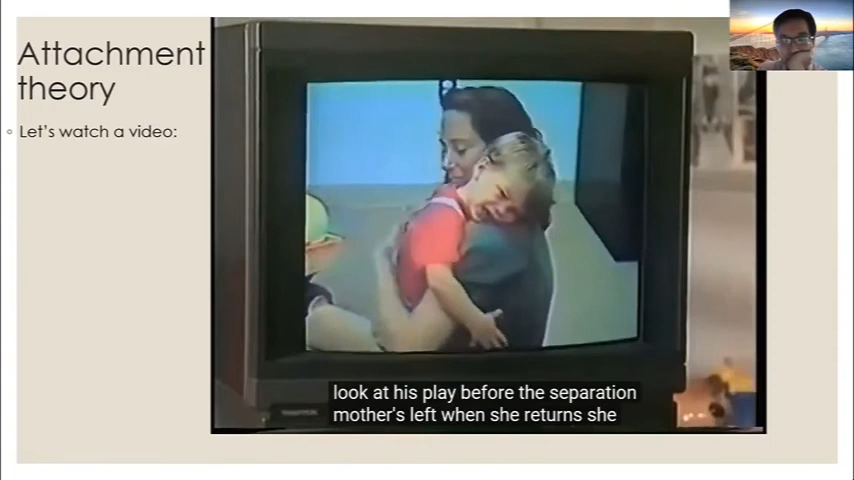 Attachment
theory
Let's watch a video:
look at his play before the separation
mother's left when she returns she